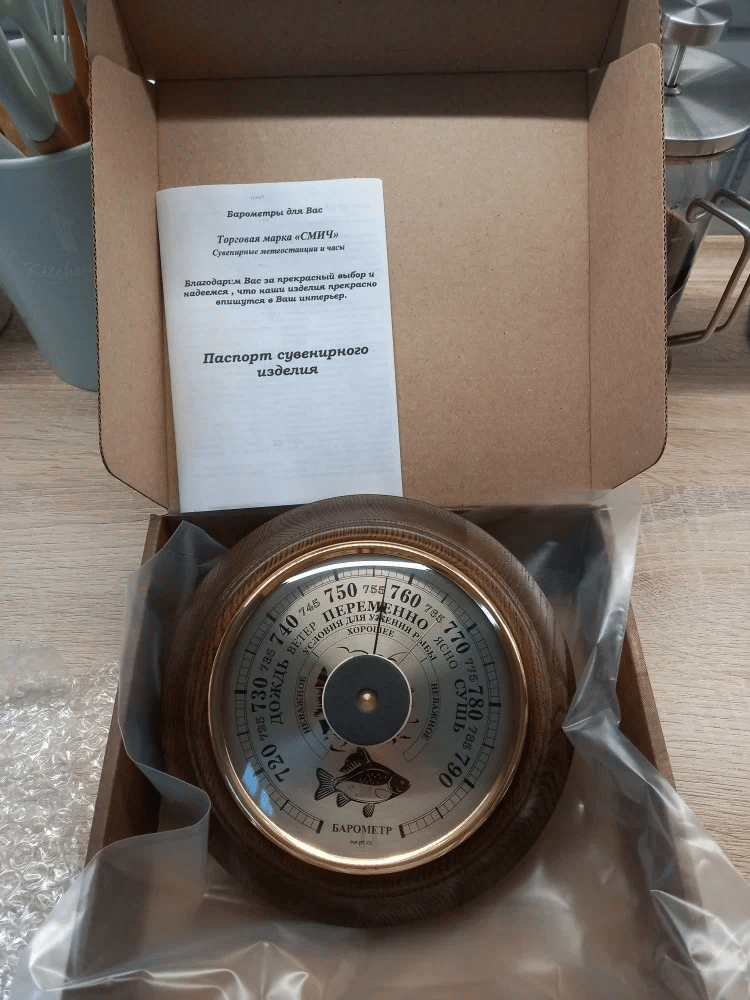 Барометры для Вас
Торговая марка «СМИЧ»
Сувенирные метеостанции и часы
Благодарим Вас за прекрасный выбор и
надеемся , что наши изделия прекрасно
впишутся в Ваш интерьер.
Паспорт сувенирного
изделия
Kitchen
720 725 730 735 740 745 750 755 760 765 770 775 780 785 790
ДОЖДЬ ВЕТЕР ПЕРЕМЕННО ЯСНО СУШЬ
УСЛОВИЯ ДЛЯ УЖЕНИЯ РЫБЫ
НЕВАЖНОЕ ХОРОШЕЕ НЕВАЖНОЕ
БАРОМЕТР